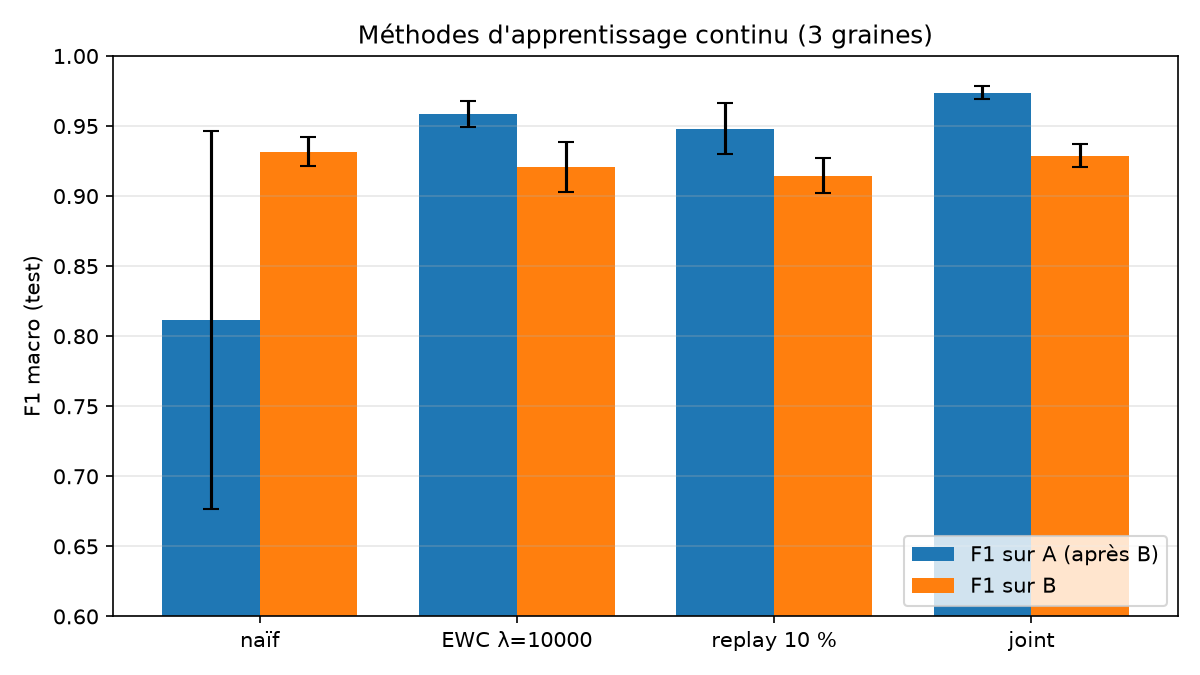 Méthodes d'apprentissage continu (3 graines)
F1 macro (test)
1.00
0.95
0.90
0.85
0.80
0.75
0.70
0.65
0.60
naïf
EWC λ=10000
replay 10 %
joint
F1 sur A (après B)
F1 sur B